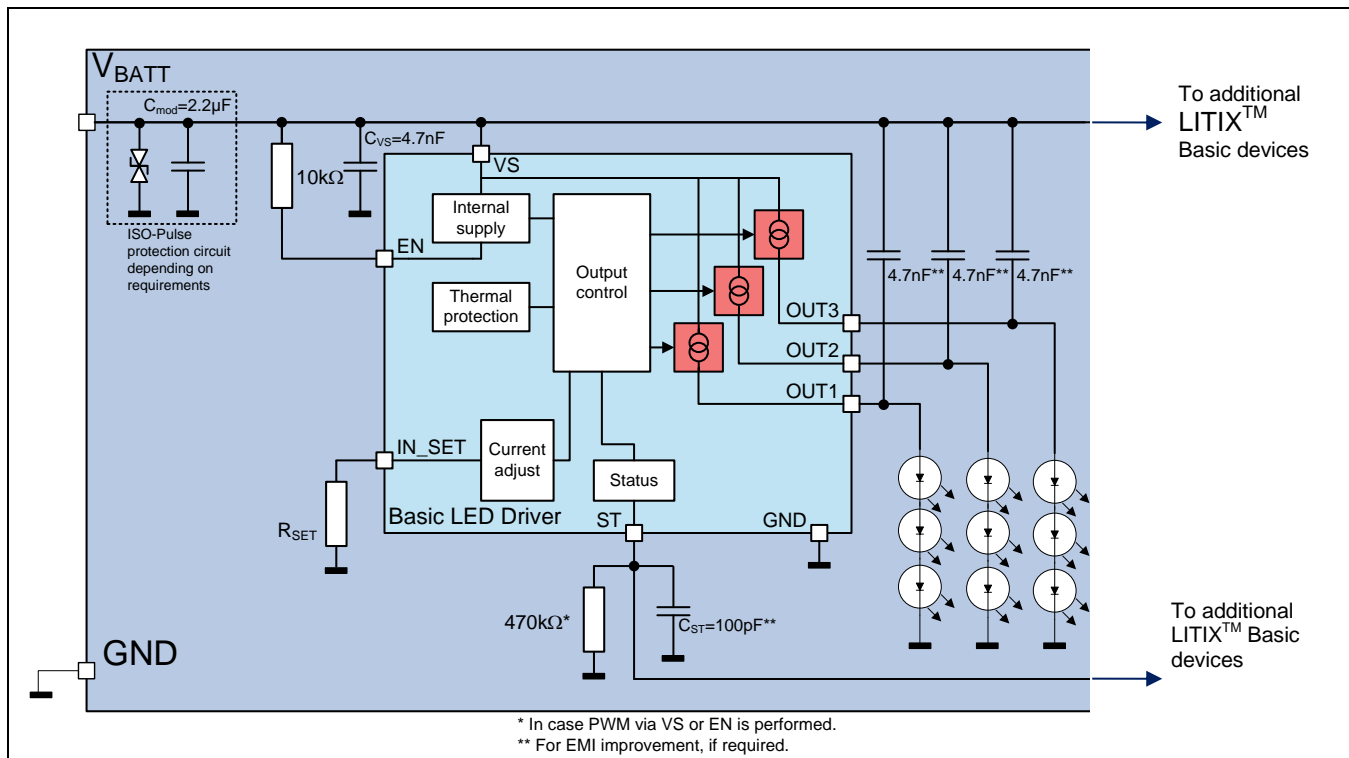 VBATT
Cmod=2.2µF
To additional
LITIX™
Basic devices
CVS=4.7nF
10kΩ
VS
ISO-Pulse
protection circuit
depending on
requirements
Internal
supply
EN
Thermal
protection
Output
control
4.7nF**
4.7nF**
4.7nF**
OUT3
OUT2
OUT1
IN_SET
Current
adjust
Status
RSET
Basic LED Driver
ST
GND
470kΩ*
CST=100pF**
GND
To additional
LITIX™ Basic
devices
* In case PWM via VS or EN is performed.
** For EMI improvement, if required.